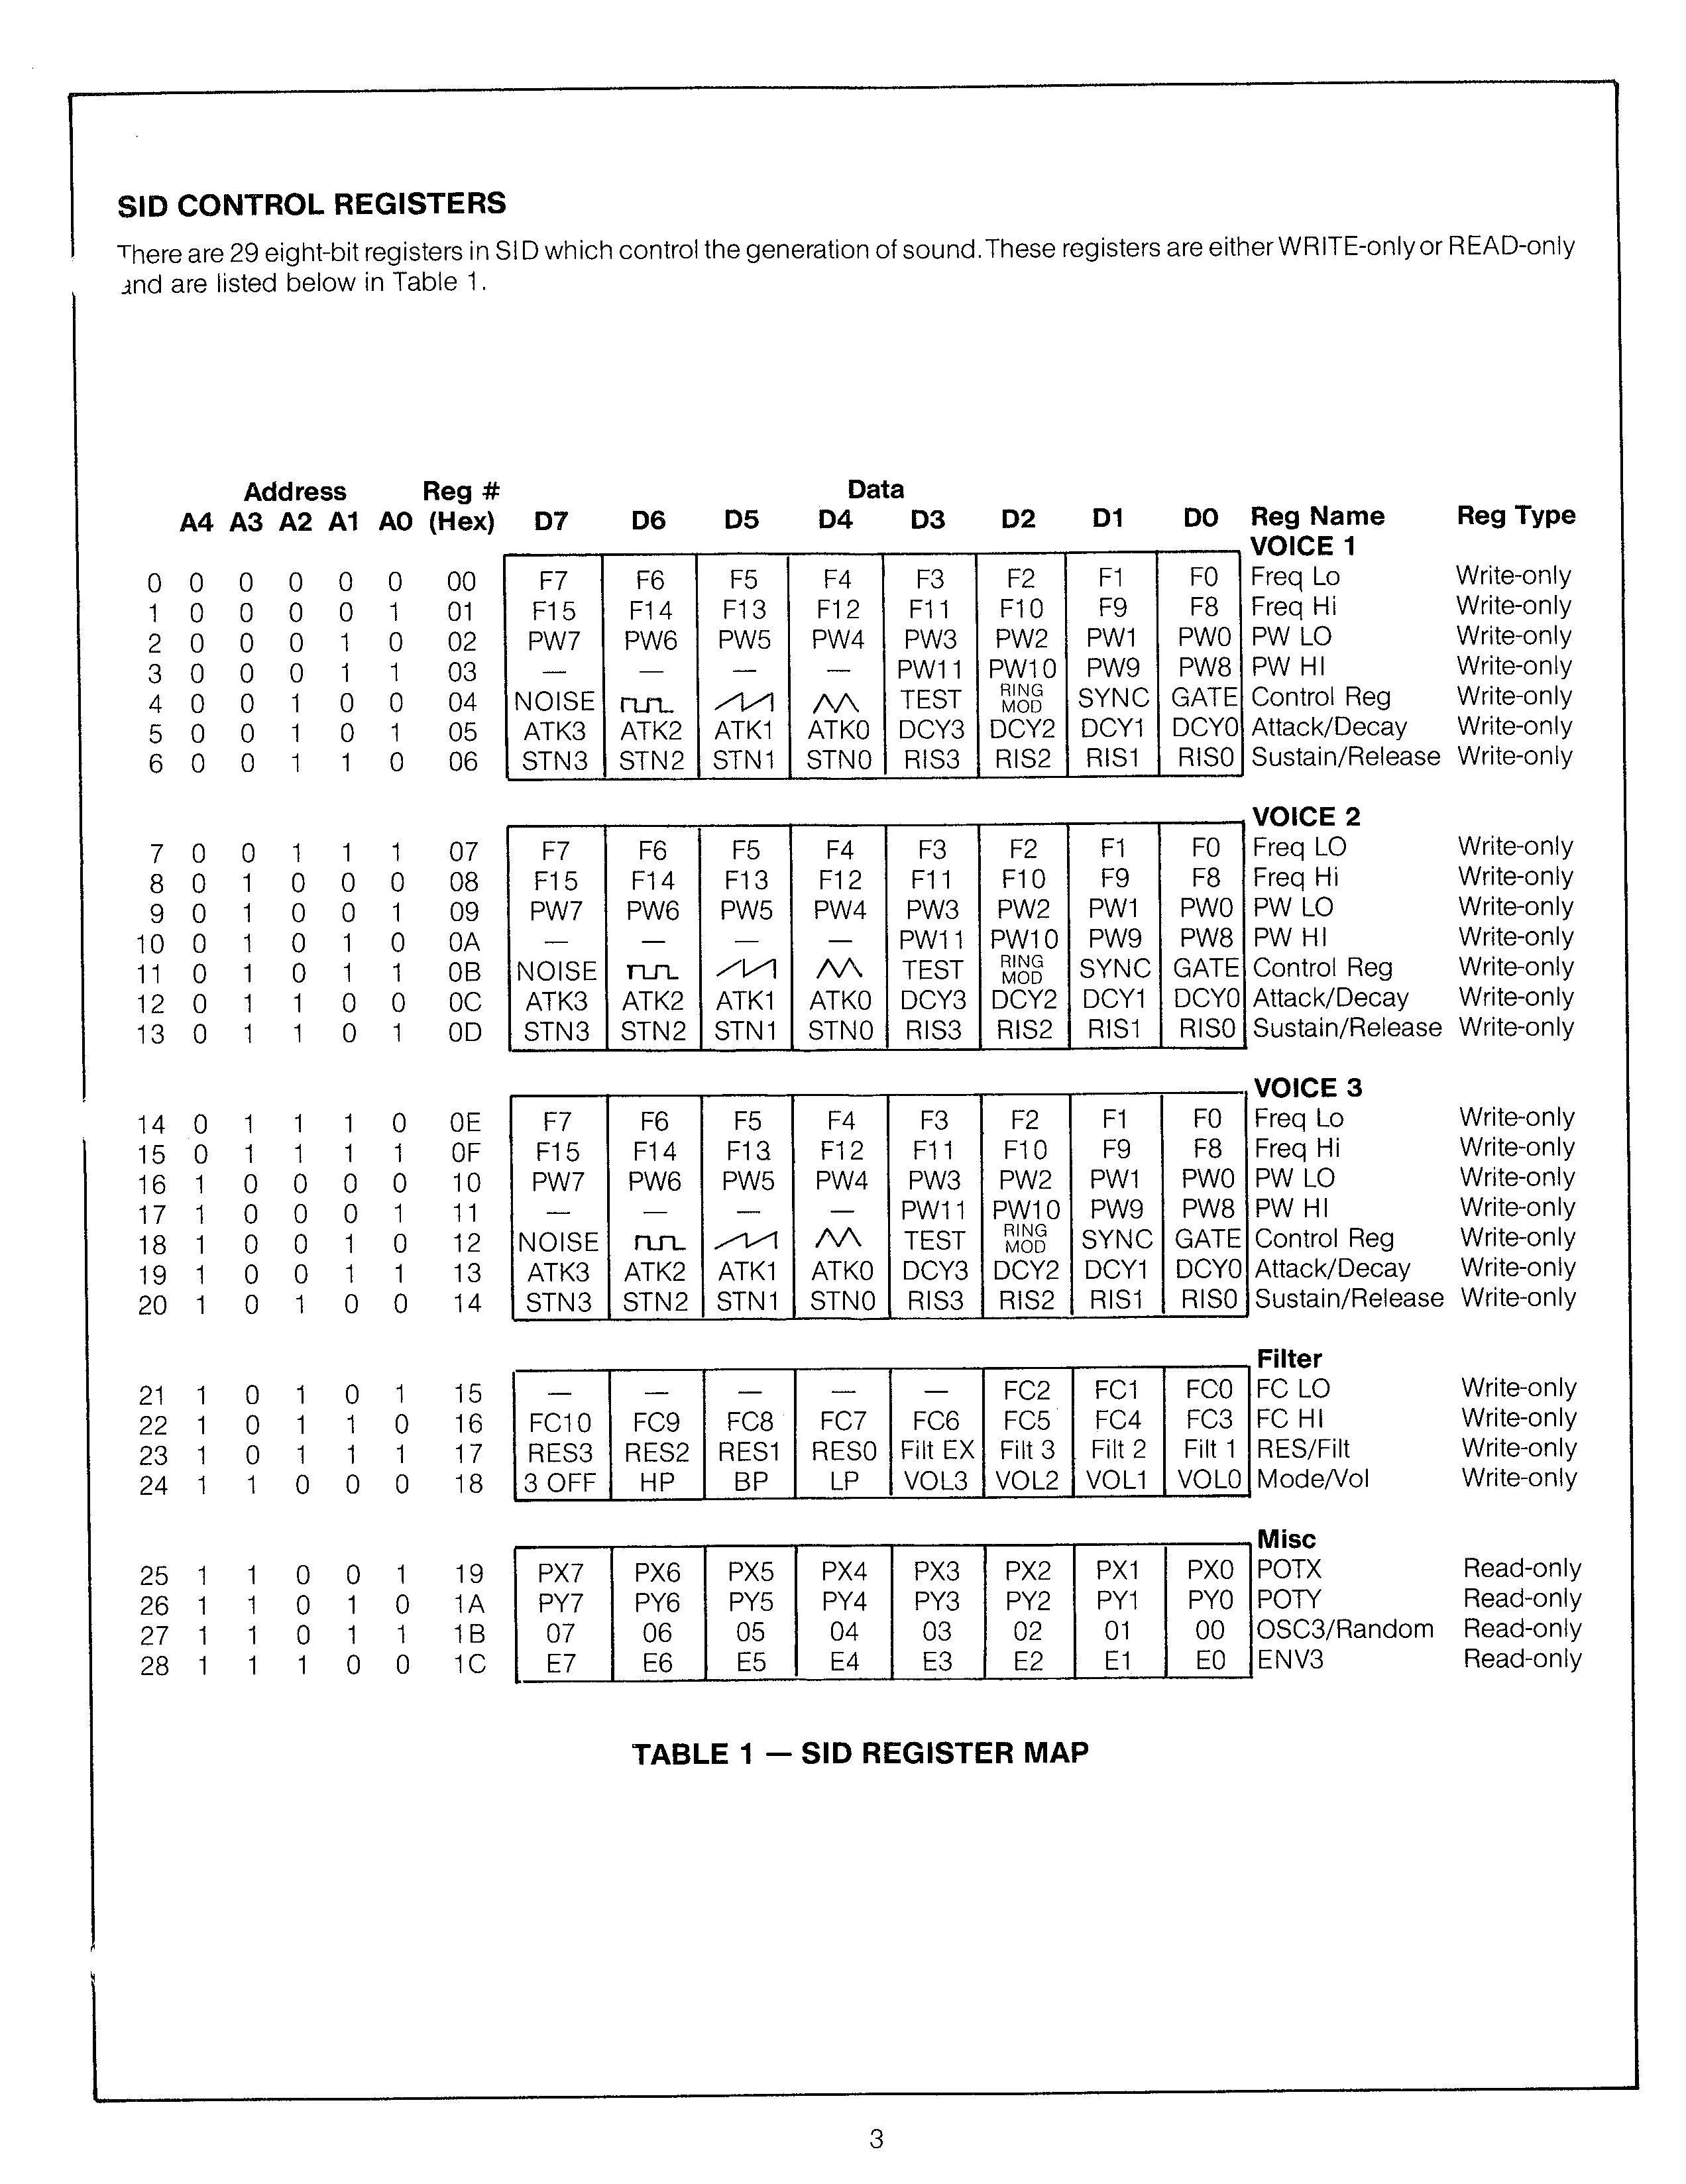 SID CONTROL REGISTERS
There are 29 eight-bit registers in SID which control the generation of sound. These registers are either WRITE-only or READ-only
and are listed below in Table 1.
Address Reg # Data
A4 A3 A2 A1 A0 (Hex) D7 D6 D5 D4 D3 D2 D1 D0 Reg Name Reg Type
VOICE 1
0 0 0 0 0 0 00 F7 F6 F5 F4 F3 F2 F1 F0 Freq Lo Write-only
1 0 0 0 0 1 01 F15 F14 F13 F12 F11 F10 F9 F8 Freq Hi Write-only
2 0 0 0 1 0 02 PW7 PW6 PW5 PW4 PW3 PW2 PW1 PW0 PW LO Write-only
3 0 0 0 1 1 03 — — — — PW11 PW10 PW9 PW8 PW HI Write-only
4 0 0 1 0 0 04 NOISE TEST RING MOD SYNC GATE Control Reg Write-only
5 0 0 1 0 1 05 ATK3 ATK2 ATK1 ATK0 DCY3 DCY2 DCY1 DCY0 Attack/Decay Write-only
6 0 0 1 1 0 06 STN3 STN2 STN1 STN0 RIS3 RIS2 RIS1 RIS0 Sustain/Release Write-only
VOICE 2
7 0 0 1 1 1 07 F7 F6 F5 F4 F3 F2 F1 F0 Freq LO Write-only
8 0 1 0 0 0 08 F15 F14 F13 F12 F11 F10 F9 F8 Freq Hi Write-only
9 0 1 0 0 1 09 PW7 PW6 PW5 PW4 PW3 PW2 PW1 PW0 PW LO Write-only
10 0 1 0 1 0 0A — — — — PW11 PW10 PW9 PW8 PW HI Write-only
11 0 1 0 1 1 0B NOISE TEST RING MOD SYNC GATE Control Reg Write-only
12 0 1 1 0 0 0C ATK3 ATK2 ATK1 ATK0 DCY3 DCY2 DCY1 DCY0 Attack/Decay Write-only
13 0 1 1 0 1 0D STN3 STN2 STN1 STN0 RIS3 RIS2 RIS1 RIS0 Sustain/Release Write-only
VOICE 3
14 0 1 1 1 0 0E F7 F6 F5 F4 F3 F2 F1 F0 Freq Lo Write-only
15 0 1 1 1 1 0F F15 F14 F13 F12 F11 F10 F9 F8 Freq Hi Write-only
16 1 0 0 0 0 10 PW7 PW6 PW5 PW4 PW3 PW2 PW1 PW0 PW LO Write-only
17 1 0 0 0 1 11 — — — — PW11 PW10 PW9 PW8 PW HI Write-only
18 1 0 0 1 0 12 NOISE TEST RING MOD SYNC GATE Control Reg Write-only
19 1 0 0 1 1 13 ATK3 ATK2 ATK1 ATK0 DCY3 DCY2 DCY1 DCY0 Attack/Decay Write-only
20 1 0 1 0 0 14 STN3 STN2 STN1 STN0 RIS3 RIS2 RIS1 RIS0 Sustain/Release Write-only
Filter
21 1 0 1 0 1 15 — — — — — FC2 FC1 FC0 FC LO Write-only
22 1 0 1 1 0 16 FC10 FC9 FC8 FC7 FC6 FC5 FC4 FC3 FC HI Write-only
23 1 0 1 1 1 17 RES3 RES2 RES1 RES0 Filt EX Filt 3 Filt 2 Filt 1 RES/Filt Write-only
24 1 1 0 0 0 18 3 OFF HP BP LP VOL3 VOL2 VOL1 VOL0 Mode/Vol Write-only
Misc
25 1 1 0 0 1 19 PX7 PX6 PX5 PX4 PX3 PX2 PX1 PX0 POTX Read-only
26 1 1 0 1 0 1A PY7 PY6 PY5 PY4 PY3 PY2 PY1 PY0 POTY Read-only
27 1 1 0 1 1 1B 07 06 05 04 03 02 01 00 OSC3/Random Read-only
28 1 1 1 0 0 1C E7 E6 E5 E4 E3 E2 E1 E0 ENV3 Read-only
TABLE 1 — SID REGISTER MAP
3